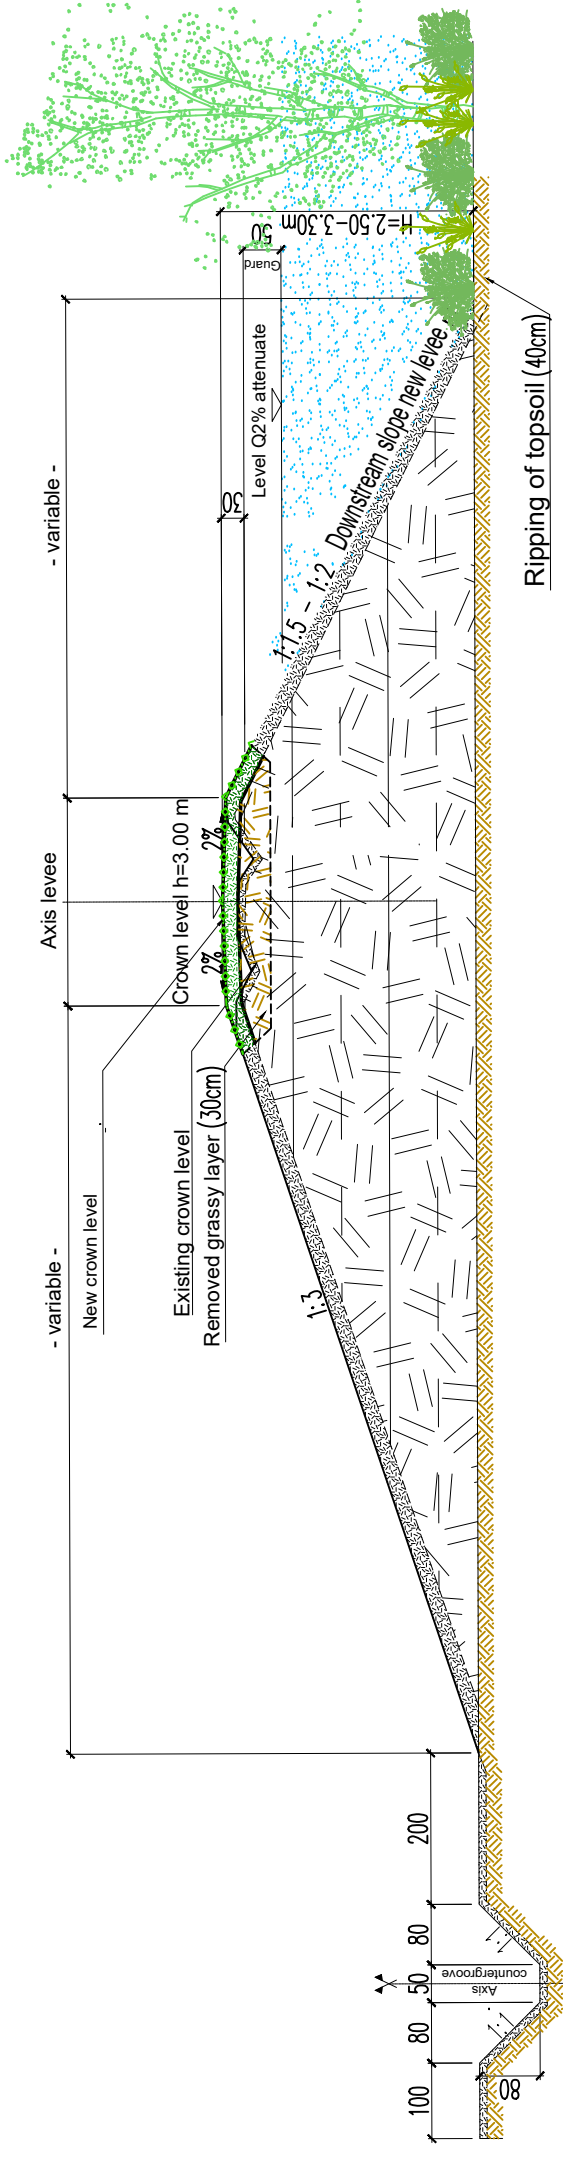 - variable -
Axis levee
- variable -
New crown level
Existing crown level
Removed grassy layer (30cm)
Crown level h=3.00 m
2%
2%
30
Level Q2% attenuate
50
Guard
H=2.50-3.30m
1:3
1:1.5 - 1:2 Downstream slope new levee
Ripping of topsoil (40cm)
100
80
50
80
200
Axis
countergroove
1:1
1:1
80